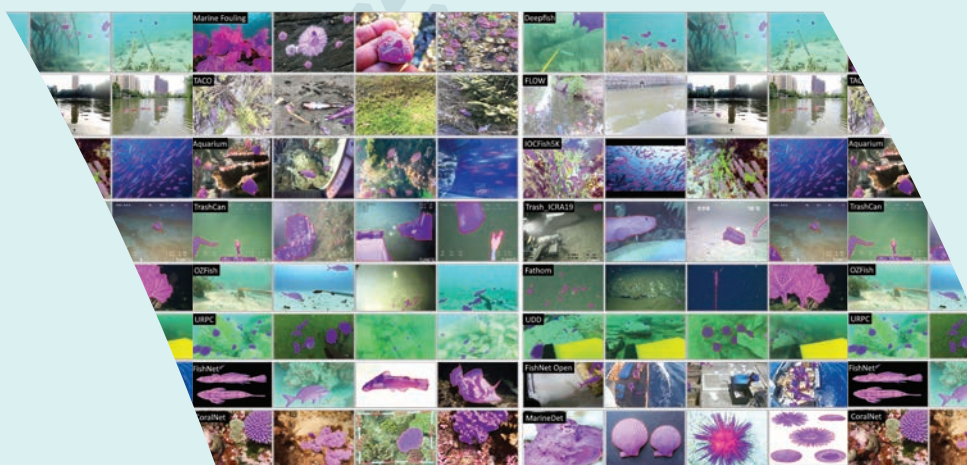 Marine Fouling Deepfish
TACO FLOW TAC
Aquarium IOCFish5K Aquarium
TrashCan Trash_ICRA19 TrashCan
OZFish Fathom OZFish
URPC UDD URPC
FishNet FishNet Open FishNet
CoralNet MarineDet CoralNet